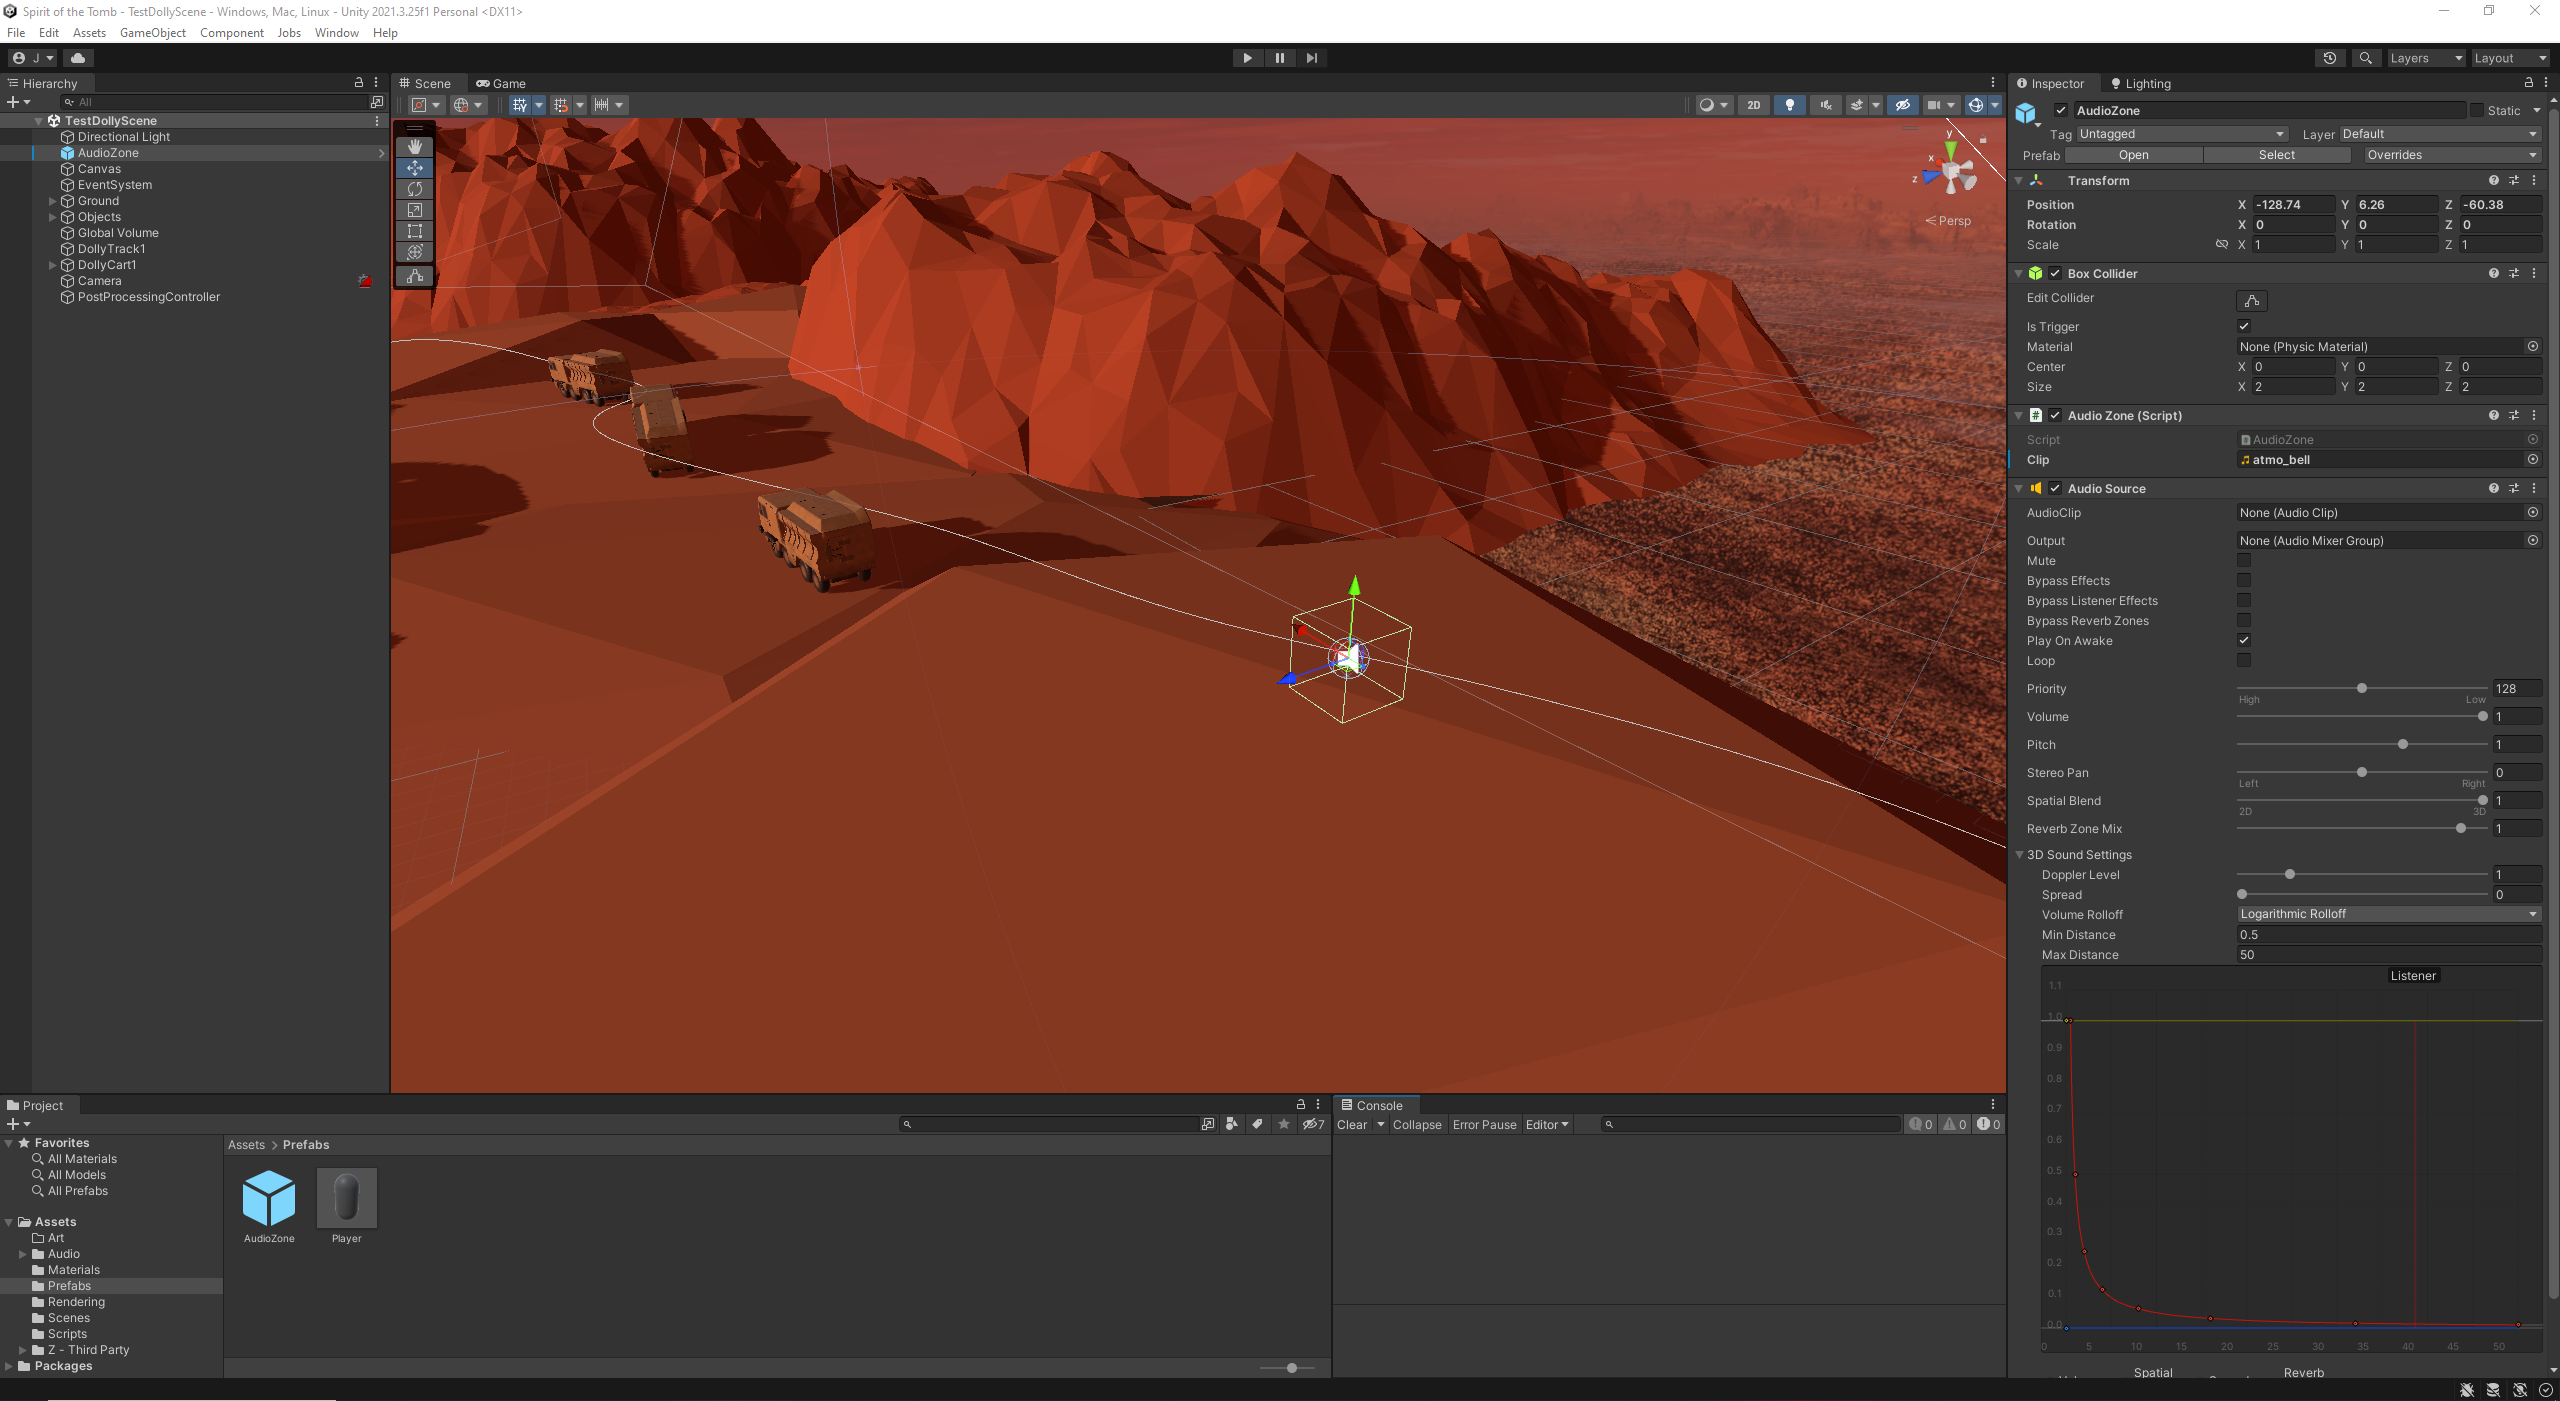 Spirit of the Tomb - TestDollyScene - Windows, Mac, Linux - Unity 2021.3.25f1 Personal <DX11>
File Edit Assets GameObject Component Jobs Window Help
J
Layers Layout
Hierarchy
All
TestDollyScene
Directional Light
AudioZone
Canvas
EventSystem
Ground
Objects
Global Volume
DollyTrack1
DollyCart1
Camera
PostProcessingController
Scene Game
2D
y
x
z
Persp
Inspector Lighting
AudioZone Static
Tag Untagged Layer Default
Prefab Open Select Overrides
Transform
Position X -128.74 Y 6.26 Z -60.38
Rotation X 0 Y 0 Z 0
Scale X 1 Y 1 Z 1
Box Collider
Edit Collider
Is Trigger
Material None (Physic Material)
Center X 0 Y 0 Z 0
Size X 2 Y 2 Z 2
Audio Zone (Script)
Script AudioZone
Clip atmo_bell
Audio Source
AudioClip None (Audio Clip)
Output None (Audio Mixer Group)
Mute
Bypass Effects
Bypass Listener Effects
Bypass Reverb Zones
Play On Awake
Loop
Priority 128
High Low
Volume 1
Pitch 1
Stereo Pan 0
Left Right
Spatial Blend 1
2D 3D
Reverb Zone Mix 1
3D Sound Settings
Doppler Level 1
Spread 0
Volume Rolloff Logarithmic Rolloff
Min Distance 0.5
Max Distance 50
Listener
1.1
1.0
0.9
0.8
0.7
0.6
0.5
0.4
0.3
0.2
0.1
0.0
0 5 10 15 20 25 30 35 40 45 50
Spatial Reverb
Project
7
Favorites
All Materials
All Models
All Prefabs
Assets
Art
Audio
Materials
Prefabs
Rendering
Scenes
Scripts
Z - Third Party
Packages
Assets > Prefabs
AudioZone Player
Console
Clear Collapse Error Pause Editor 0 0 0